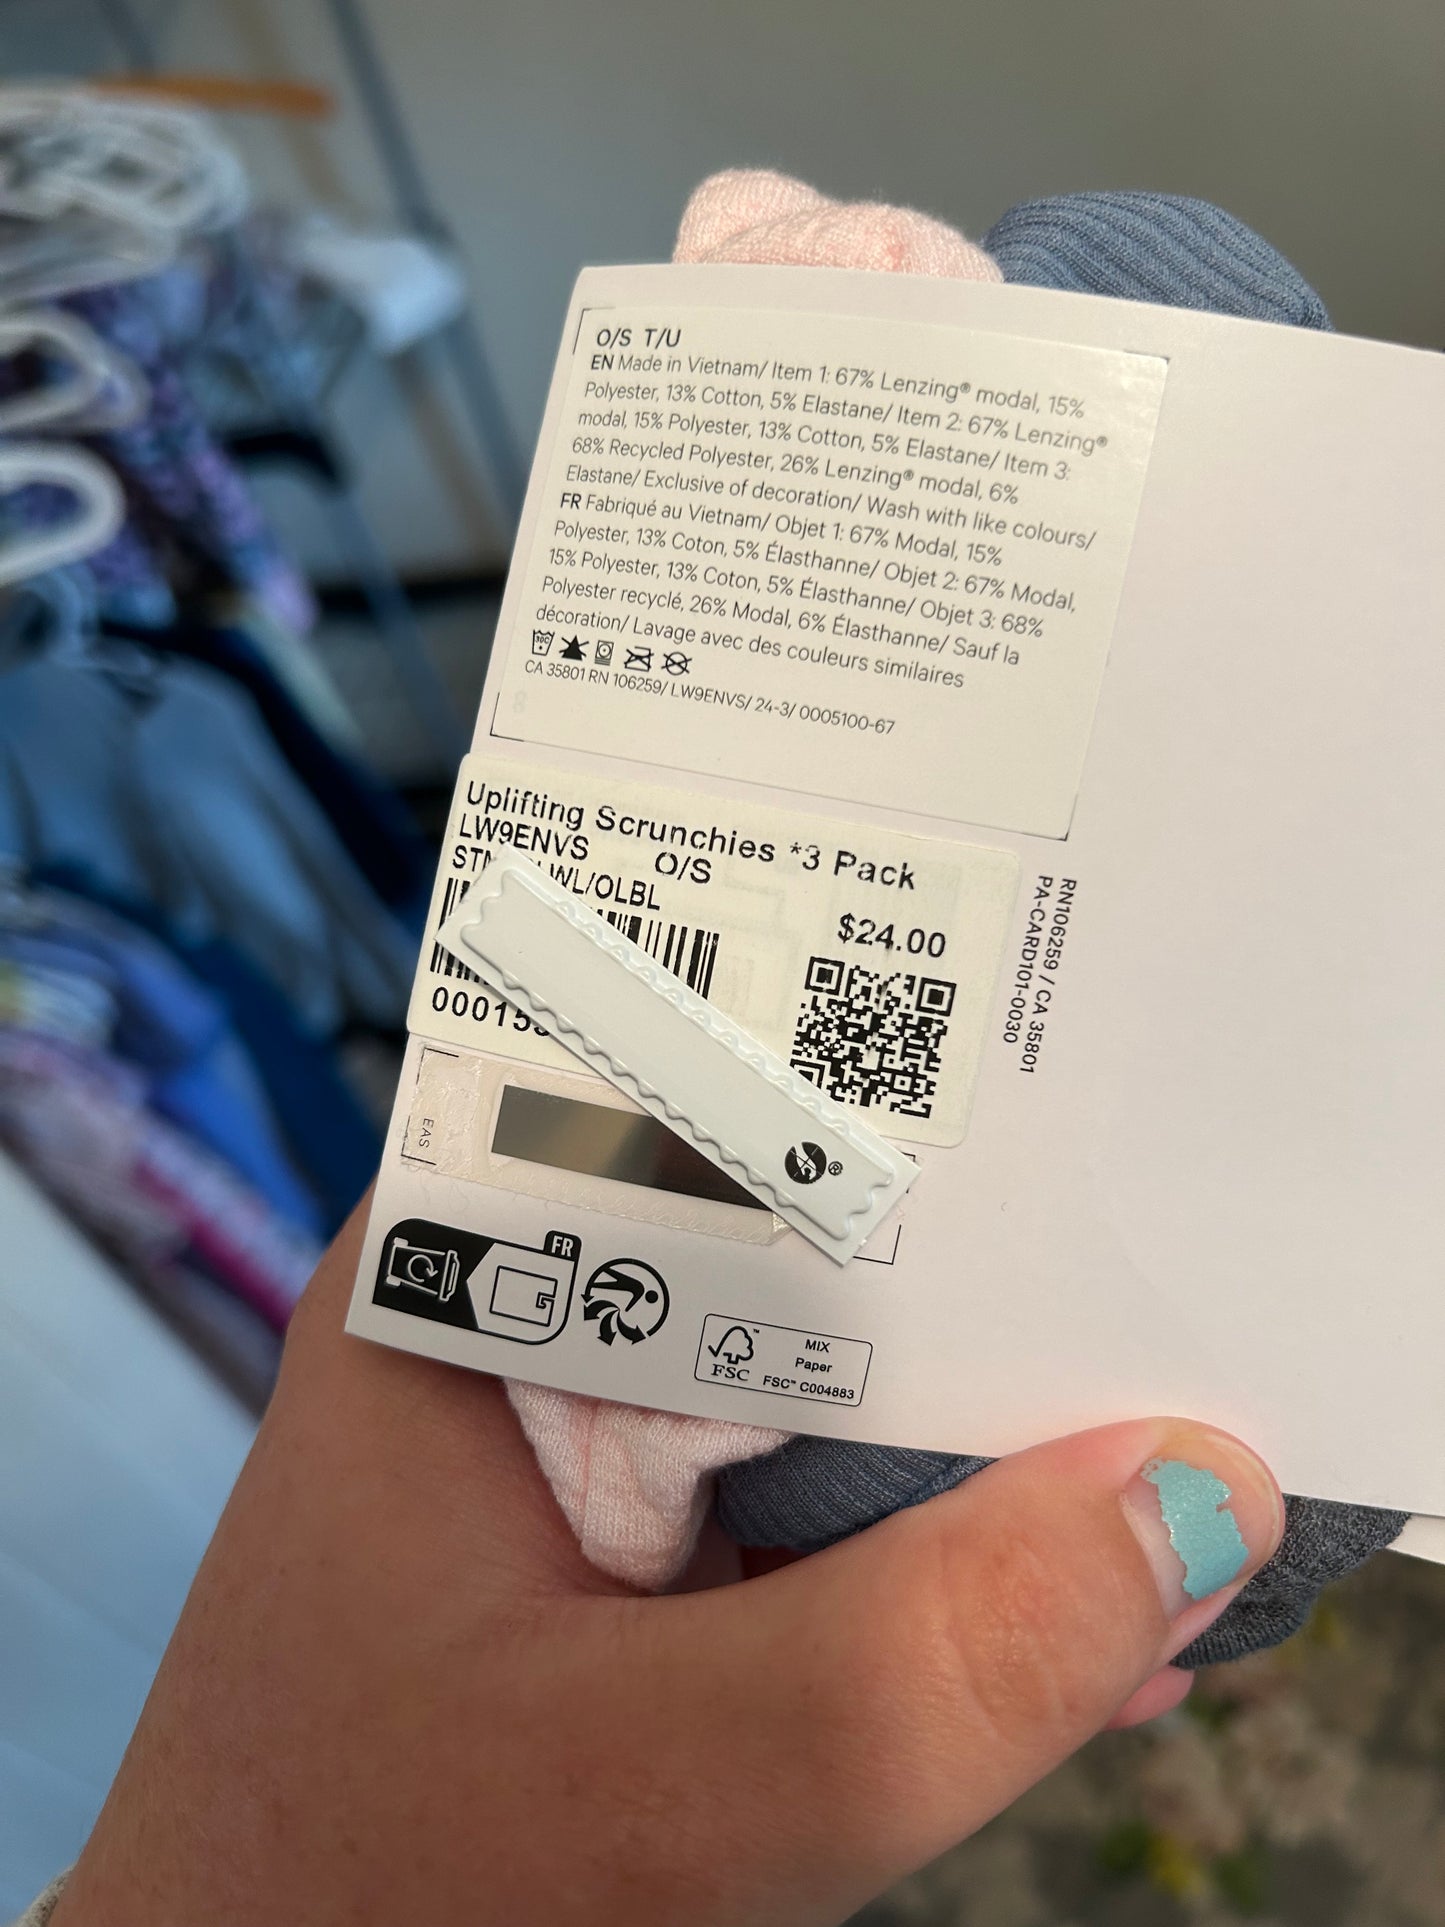 O/S T/U
EN Made in Vietnam/ Item 1: 67% Lenzing® modal, 15%
Polyester, 13% Cotton, 5% Elastane/ Item 2: 67% Lenzing®
modal, 15% Polyester, 13% Cotton, 5% Elastane/ Item 3:
68% Recycled Polyester, 26% Lenzing® modal, 6%
Elastane/ Exclusive of decoration/ Wash with like colours/
FR Fabriqué au Vietnam/ Objet 1: 67% Modal, 15%
Polyester, 13% Coton, 5% Élasthanne/ Objet 2: 67% Modal,
15% Polyester, 13% Coton, 5% Élasthanne/ Objet 3: 68%
Polyester recyclé, 26% Modal, 6% Élasthanne/ Sauf la
décoration/ Lavage avec des couleurs similaires
30C
CA 35801 RN 106259/ LW9ENVS/ 24-3/ 0005100-67
Uplifting Scrunchies *3 Pack
LW9ENVS O/S
WL/OLBL
$24.00
RN106259 / CA 35801
PA-CARD101-0030
EAS
®
FR
FSC™
MIX
Paper
FSC™ C004883